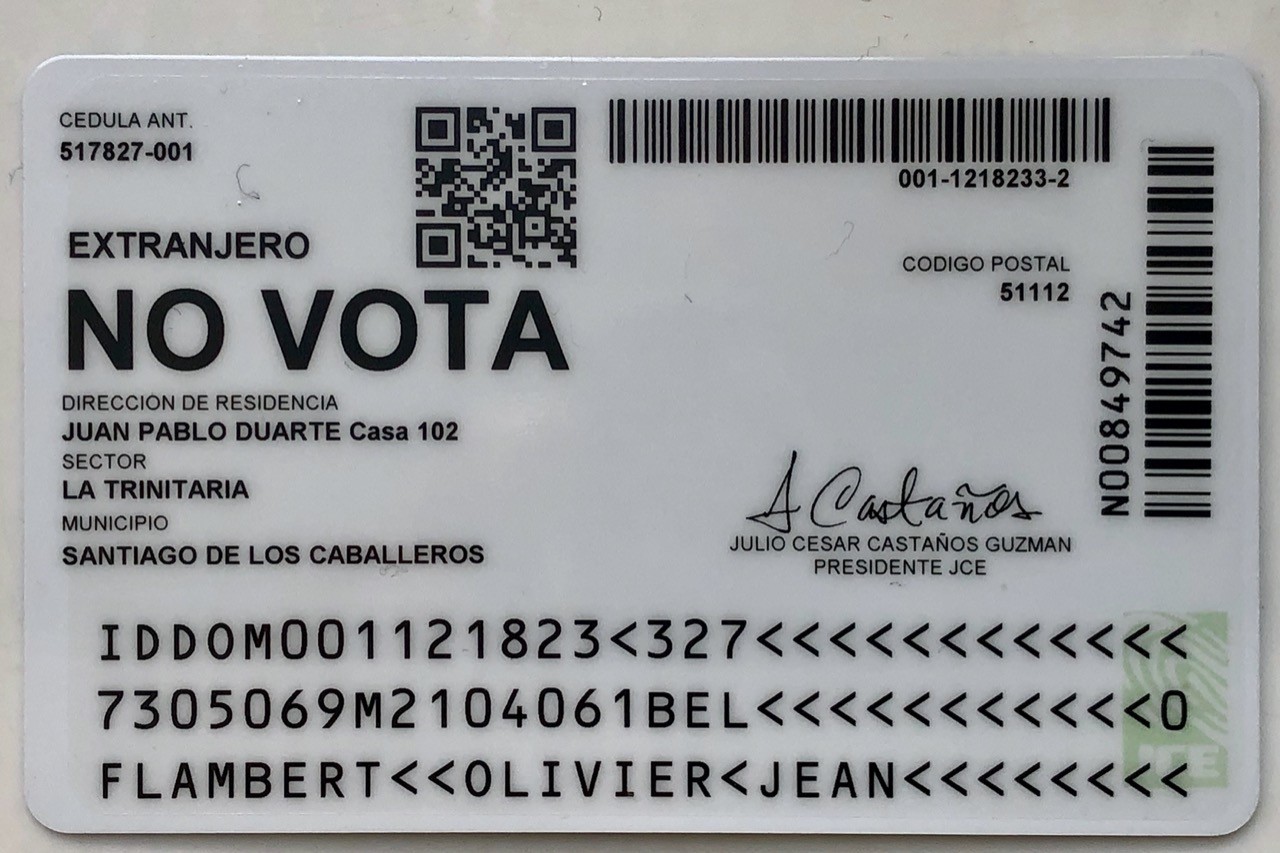 CEDULA ANT.
517827-001
001-1218233-2
EXTRANJERO
NO VOTA
CODIGO POSTAL
51112
N00849742
DIRECCION DE RESIDENCIA
JUAN PABLO DUARTE Casa 102
SECTOR
LA TRINITARIA
MUNICIPIO
SANTIAGO DE LOS CABALLEROS
J Castaños
JULIO CESAR CASTAÑOS GUZMAN
PRESIDENTE JCE
IDDOM001121823<327<<<<<<<<<<<<
7305069M2104061BEL<<<<<<<<<<<0
FLAMBERT<<OLIVIER<JEAN<<<<<<<<
JCE